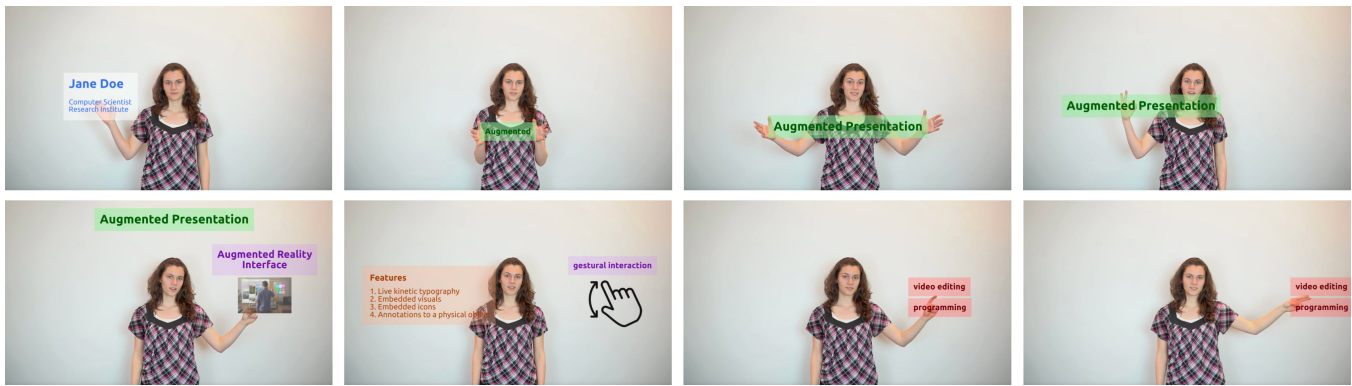 Jane Doe
Computer Scientist
Research Institute
Augmented
Augmented Presentation
Augmented Presentation
Augmented Presentation
Augmented Reality
Interface
Features
1. Live kinetic typography
2. Embedded visuals
3. Embedded icons
4. Annotations to a physical object
gestural interaction
video editing
programming
video editing
programming